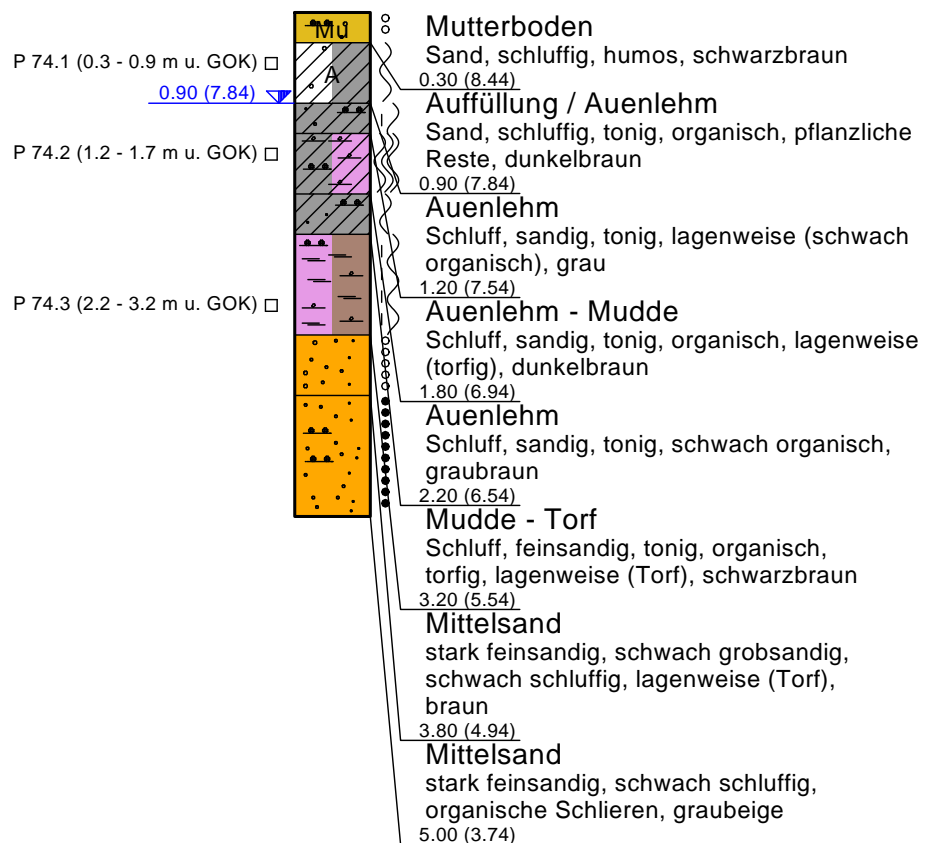 Mu
A
P 74.1 (0.3 - 0.9 m u. GOK)
0.90 (7.84)
P 74.2 (1.2 - 1.7 m u. GOK)
P 74.3 (2.2 - 3.2 m u. GOK)
Mutterboden
Sand, schluffig, humos, schwarzbraun
0.30 (8.44)
Auffüllung / Auenlehm
Sand, schluffig, tonig, organisch, pflanzliche
Reste, dunkelbraun
0.90 (7.84)
Auenlehm
Schluff, sandig, tonig, lagenweise (schwach
organisch), grau
1.20 (7.54)
Auenlehm - Mudde
Schluff, sandig, tonig, organisch, lagenweise
(torfig), dunkelbraun
1.80 (6.94)
Auenlehm
Schluff, sandig, tonig, schwach organisch,
graubraun
2.20 (6.54)
Mudde - Torf
Schluff, feinsandig, tonig, organisch,
torfig, lagenweise (Torf), schwarzbraun
3.20 (5.54)
Mittelsand
stark feinsandig, schwach grobsandig,
schwach schluffig, lagenweise (Torf),
braun
3.80 (4.94)
Mittelsand
stark feinsandig, schwach schluffig,
organische Schlieren, graubeige
5.00 (3.74)